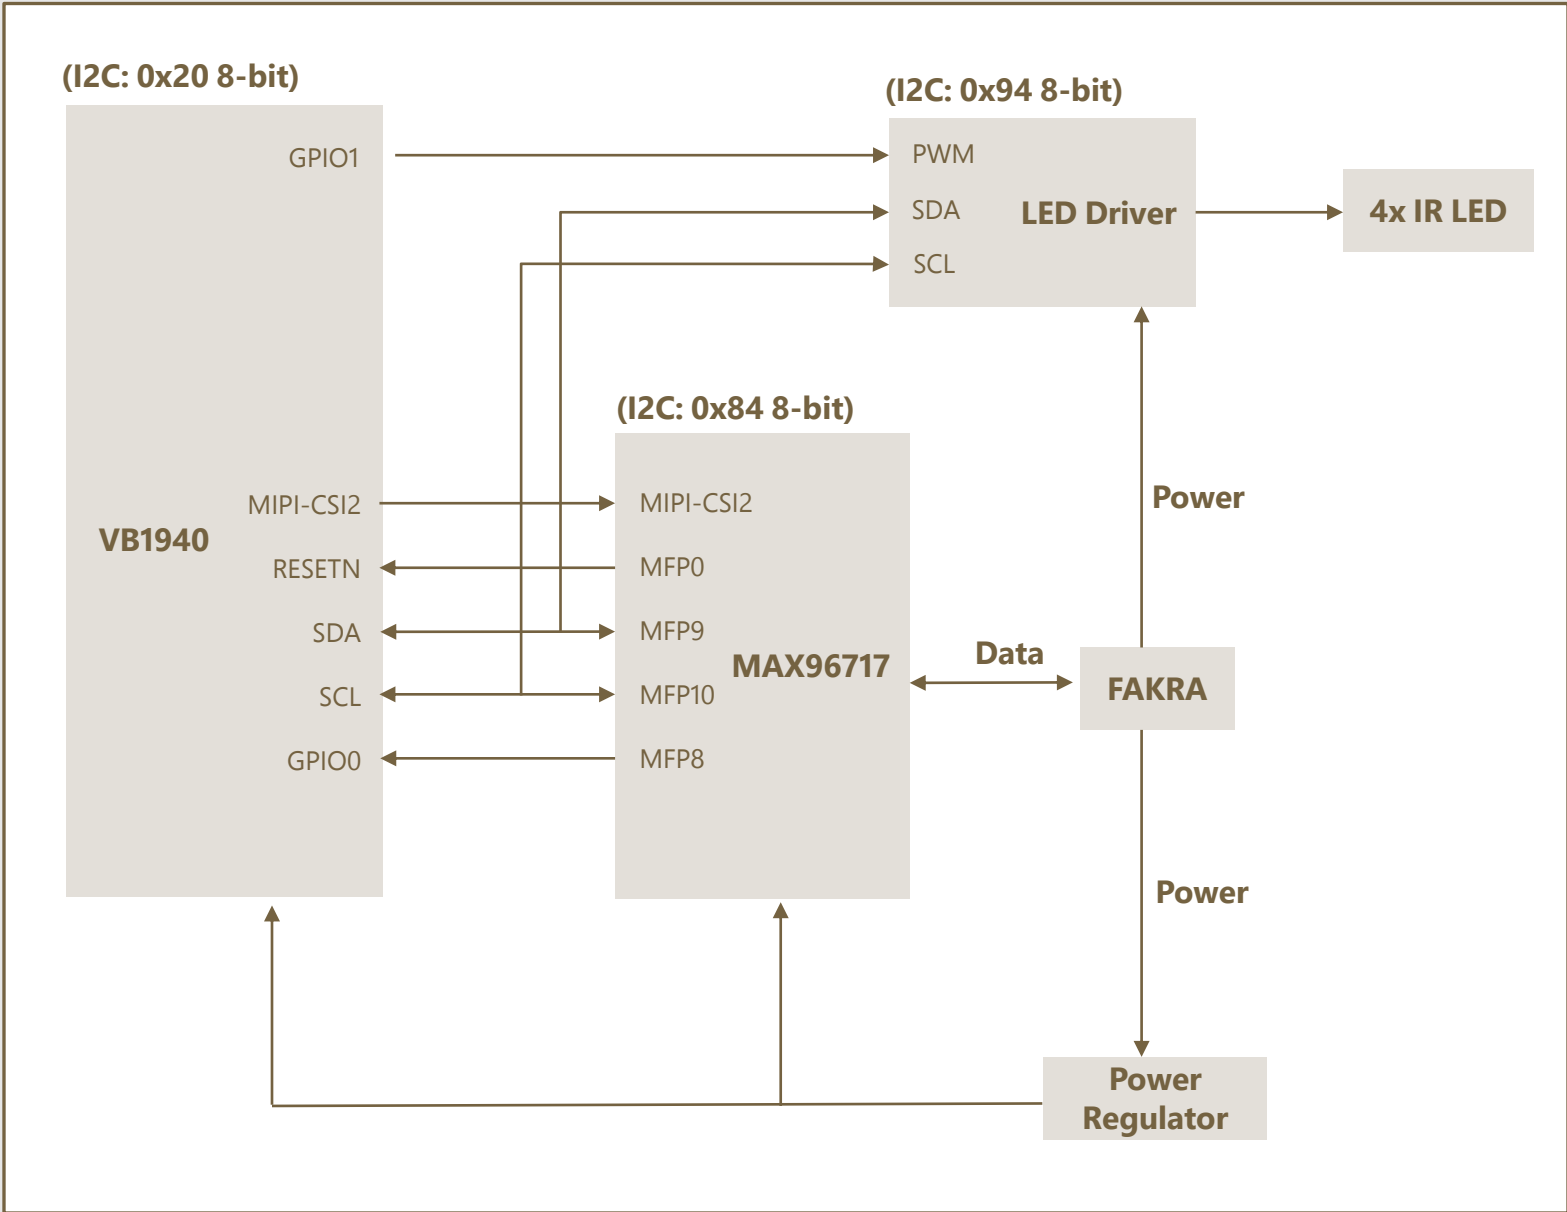 (I2C: 0x20 8-bit)
(I2C: 0x94 8-bit)
GPIO1
PWM
SDA
LED Driver
4x IR LED
SCL
(I2C: 0x84 8-bit)
MIPI-CSI2
VB1940
RESETN
SDA
SCL
GPIO0
MIPI-CSI2
MFP0
MFP9
MAX96717
MFP10
MFP8
Power
Data
FAKRA
Power
Power
Regulator